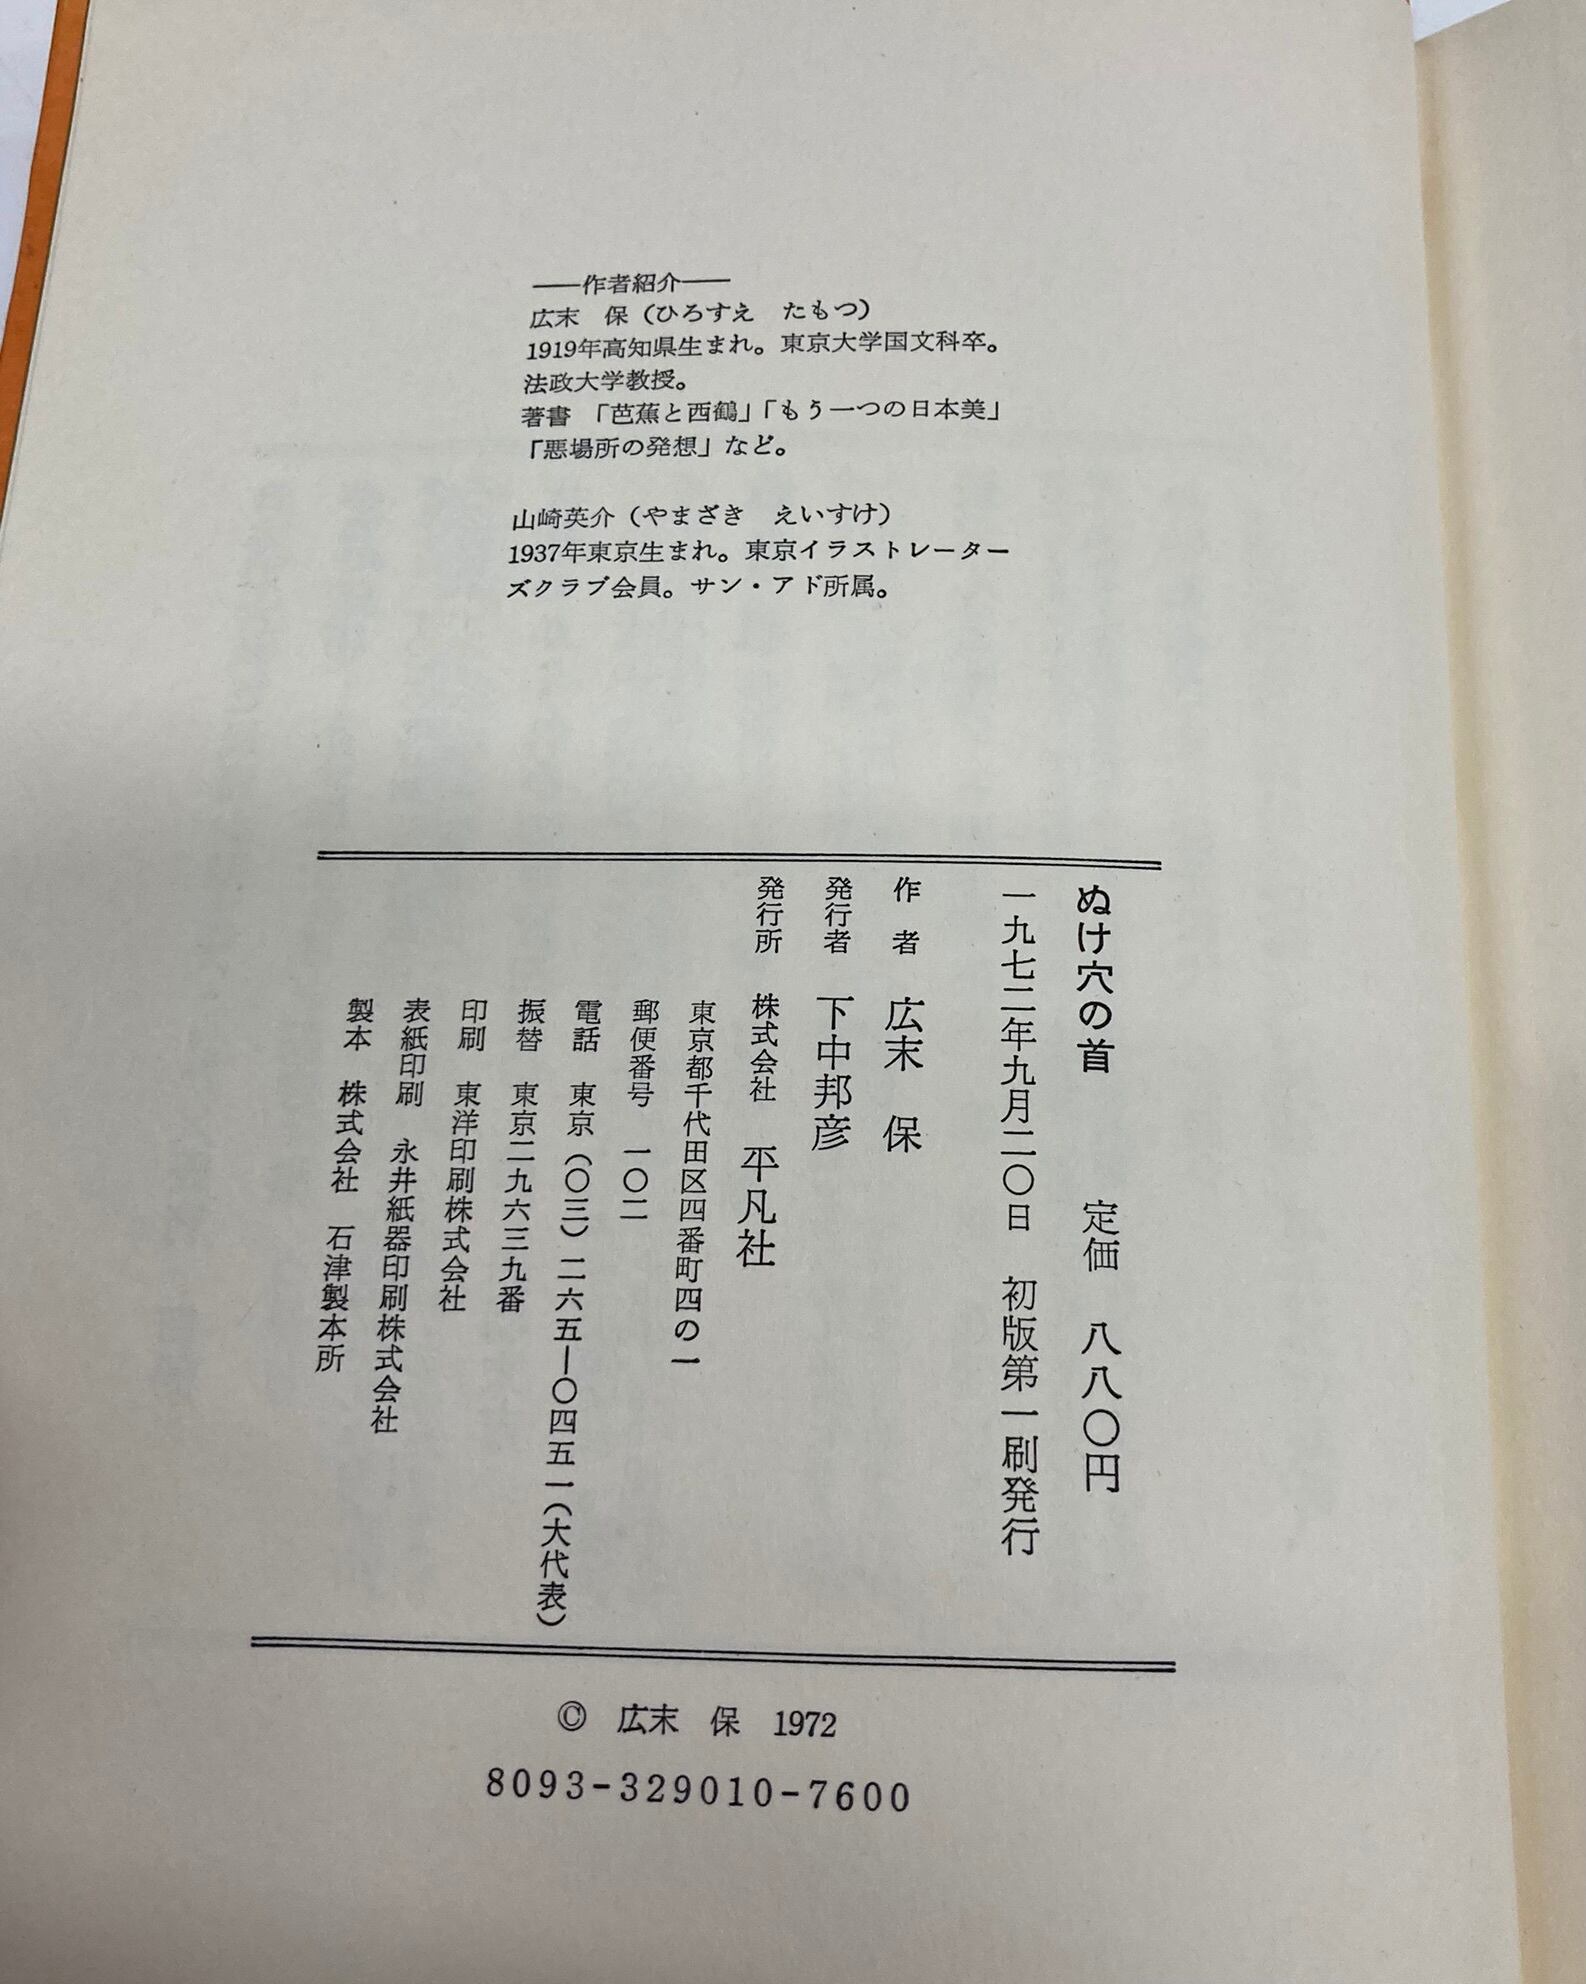 ――作者紹介――
広末　保（ひろすえ　たもつ）
1919年高知県生まれ。東京大学国文科卒。
法政大学教授。
著書　「芭蕉と西鶴」「もう一つの日本美」
「悪場所の発想」など。
山崎英介（やまざき　えいすけ）
1937年東京生まれ。東京イラストレーター
ズクラブ会員。サン・アド所属。
ぬけ穴の首　定価　八八〇円
一九七二年九月二〇日　初版第一刷発行
作者　広末　保
発行者　下中邦彦
発行所　株式会社　平凡社
東京都千代田区四番町四の一
郵便番号　一〇二
電話　東京（〇三）二六五―〇四五一（大代表）
振替　東京二九六三九番
印刷　東洋印刷株式会社
表紙印刷　永井紙器印刷株式会社
製本　株式会社　石津製本所
© 広末　保　1972
8093-329010-7600